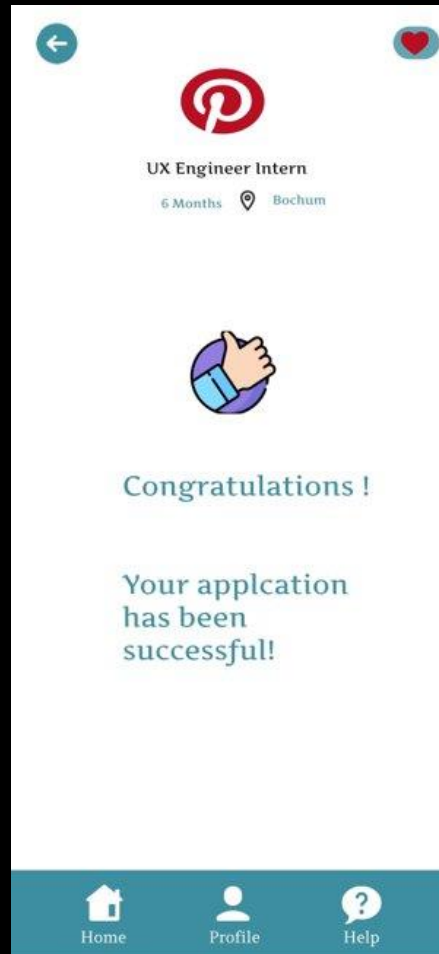 UX Engineer Intern
6 Months Bochum
Congratulations !
Your applcation
has been
successful!
Home Profile Help